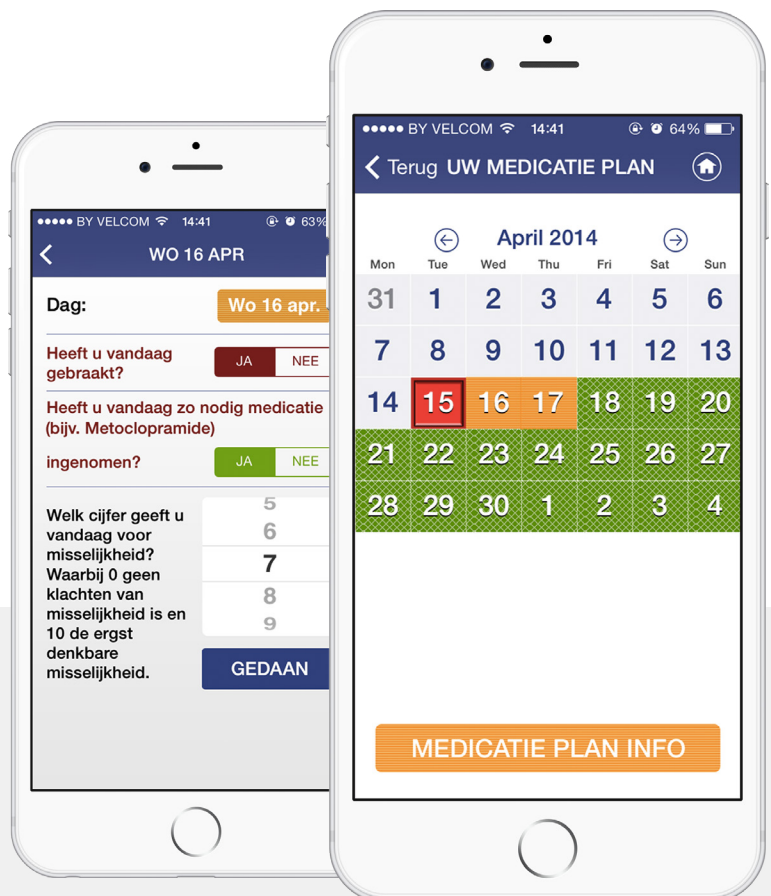 BY VELCOM 14:41 63%
WO 16 APR
Dag:
Wo 16 apr.
Heeft u vandaag
gebraakt?
JA NEE
Heeft u vandaag zo nodig medicatie
(bijv. Metoclopramide)
ingenomen?
JA NEE
Welk cijfer geeft u
vandaag voor
misselijkheid?
Waarbij 0 geen
klachten van
misselijkheid is en
10 de ergst
denkbare
misselijkheid.
5
6
7
8
9
GEDAAN
BY VELCOM 14:41 64%
Terug UW MEDICATIE PLAN
April 2014
Mon Tue Wed Thu Fri Sat Sun
31 1 2 3 4 5 6
7 8 9 10 11 12 13
14 15 16 17 18 19 20
21 22 23 24 25 26 27
28 29 30 1 2 3 4
MEDICATIE PLAN INFO